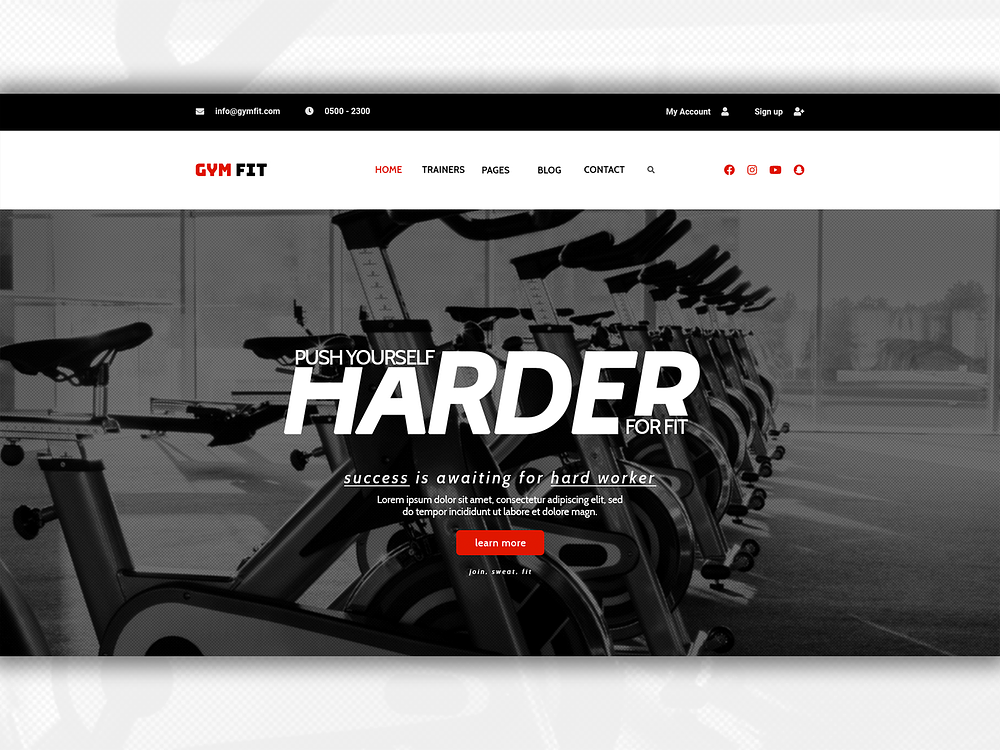 info@gymfit.com 0500 - 2300 My Account Sign up
GYM FIT HOME TRAINERS PAGES BLOG CONTACT
PUSH YOURSELF
HARDER
FOR FIT
success is awaiting for hard worker
Lorem ipsum dolor sit amet, consectetur adipiscing elit, sed
do tempor incididunt ut labore et dolore magn.
learn more
join, sweat, fit